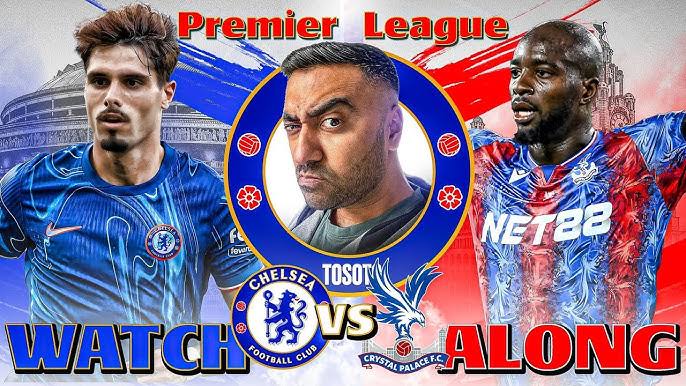 Premier League
NET88
CHELSEA
FOOTBALL CLUB
TOSOT
WATCH
VS
ALONG
CRYSTAL PALACE F.C.